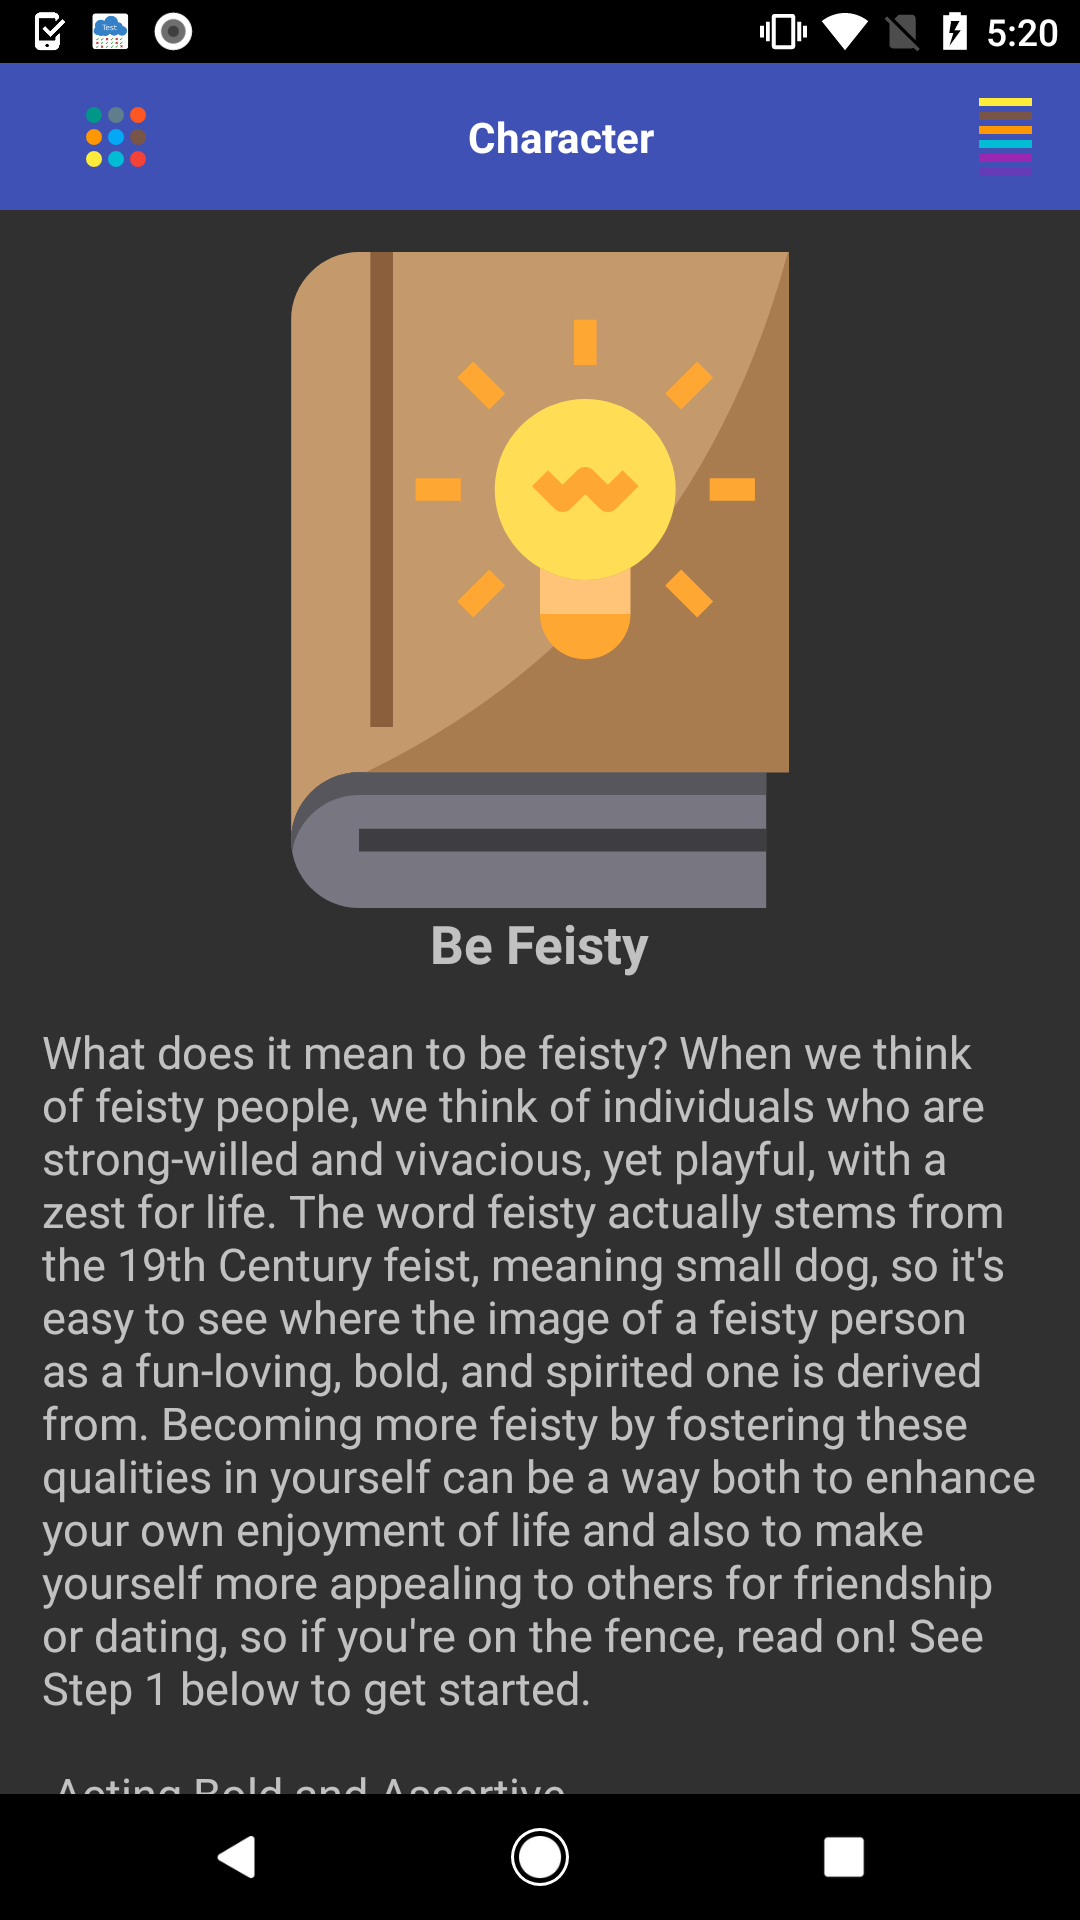 Test
5:20
Character
Be Feisty
What does it mean to be feisty? When we think
of feisty people, we think of individuals who are
strong-willed and vivacious, yet playful, with a
zest for life. The word feisty actually stems from
the 19th Century feist, meaning small dog, so it's
easy to see where the image of a feisty person
as a fun-loving, bold, and spirited one is derived
from. Becoming more feisty by fostering these
qualities in yourself can be a way both to enhance
your own enjoyment of life and also to make
yourself more appealing to others for friendship
or dating, so if you're on the fence, read on! See
Step 1 below to get started.
Acting Bold and Assertive